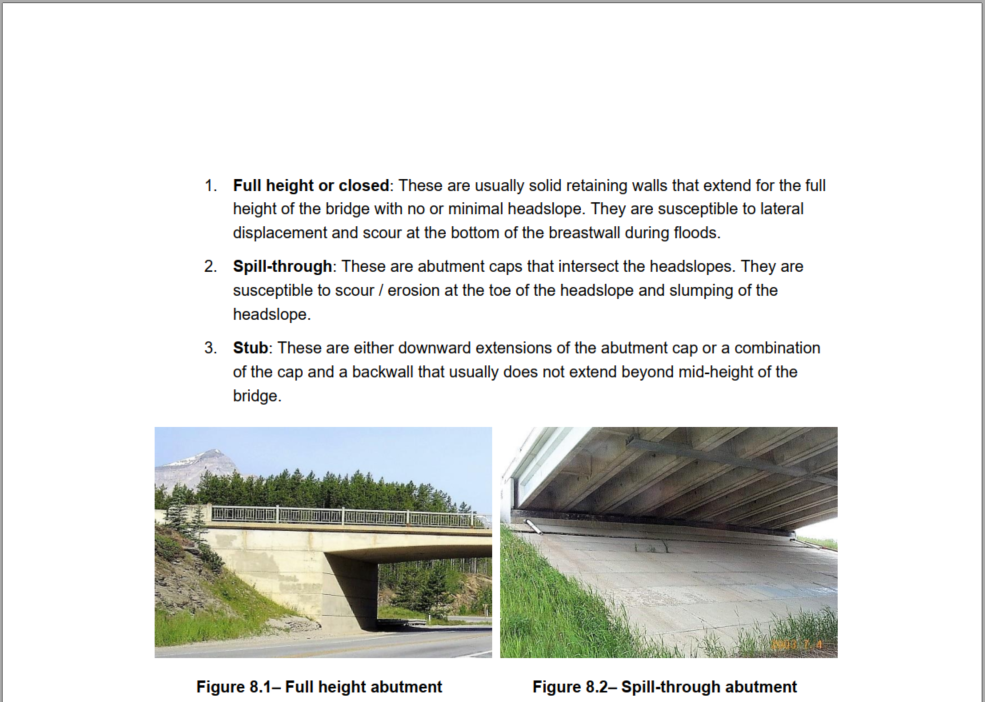 1. Full height or closed: These are usually solid retaining walls that extend for the full
height of the bridge with no or minimal headslope. They are susceptible to lateral
displacement and scour at the bottom of the breastwall during floods.
2. Spill-through: These are abutment caps that intersect the headslopes. They are
susceptible to scour / erosion at the toe of the headslope and slumping of the
headslope.
3. Stub: These are either downward extensions of the abutment cap or a combination
of the cap and a backwall that usually does not extend beyond mid-height of the
bridge.
Figure 8.1– Full height abutment
Figure 8.2– Spill-through abutment